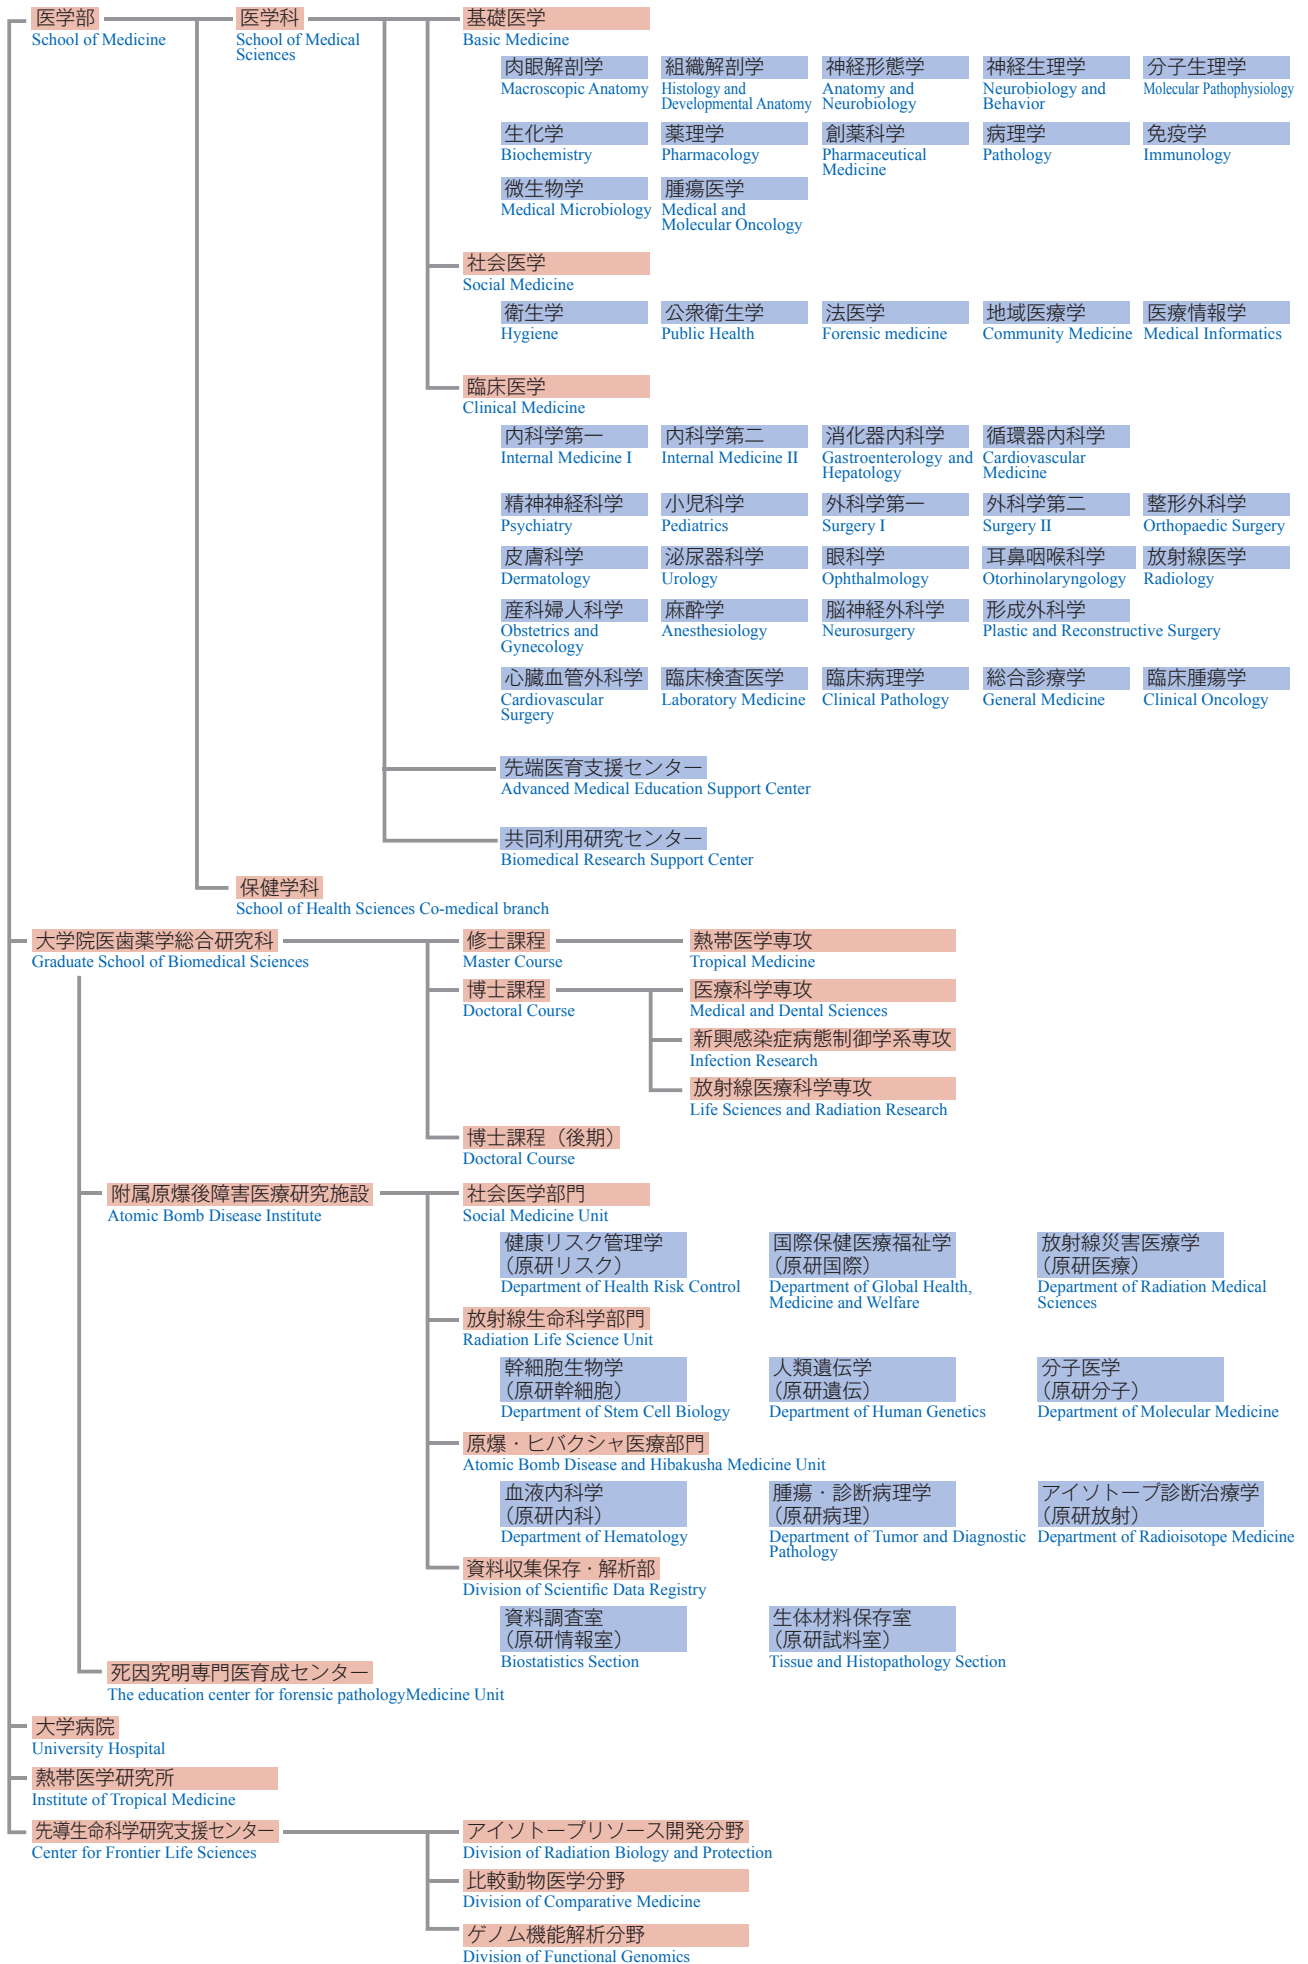 医学部
School of Medicine
医学科
School of Medical
Sciences
基礎医学
Basic Medicine
肉眼解剖学
Macroscopic Anatomy
組織解剖学
Histology and
Developmental Anatomy
神経形態学
Anatomy and
Neurobiology
神経生理学
Neurobiology and
Behavior
分子生理学
Molecular Pathophysiology
生化学
Biochemistry
薬理学
Pharmacology
創薬科学
Pharmaceutical
Medicine
病理学
Pathology
免疫学
Immunology
微生物学
Medical Microbiology
腫瘍医学
Medical and
Molecular Oncology
社会医学
Social Medicine
衛生学
Hygiene
公衆衛生学
Public Health
法医学
Forensic medicine
地域医療学
Community Medicine
医療情報学
Medical Informatics
臨床医学
Clinical Medicine
内科学第一
Internal Medicine I
内科学第二
Internal Medicine II
消化器内科学
Gastroenterology and
Hepatology
循環器内科学
Cardiovascular
Medicine
精神神経科学
Psychiatry
小児科学
Pediatrics
外科学第一
Surgery I
外科学第二
Surgery II
整形外科学
Orthopaedic Surgery
皮膚科学
Dermatology
泌尿器科学
Urology
眼科学
Ophthalmology
耳鼻咽喉科学
Otorhinolaryngology
放射線医学
Radiology
産科婦人科学
Obstetrics and
Gynecology
麻酔学
Anesthesiology
脳神経外科学
Neurosurgery
形成外科学
Plastic and Reconstructive Surgery
心臓血管外科学
Cardiovascular
Surgery
臨床検査医学
Laboratory Medicine
臨床病理学
Clinical Pathology
総合診療学
General Medicine
臨床腫瘍学
Clinical Oncology
先端医育支援センター
Advanced Medical Education Support Center
共同利用研究センター
Biomedical Research Support Center
保健学科
School of Health Sciences Co-medical branch
大学院医歯薬学総合研究科
Graduate School of Biomedical Sciences
修士課程
Master Course
熱帯医学専攻
Tropical Medicine
博士課程
Doctoral Course
医療科学専攻
Medical and Dental Sciences
新興感染症病態制御学系専攻
Infection Research
放射線医療科学専攻
Life Sciences and Radiation Research
博士課程（後期）
Doctoral Course
附属原爆後障害医療研究施設
Atomic Bomb Disease Institute
社会医学部門
Social Medicine Unit
健康リスク管理学
（原研リスク）
Department of Health Risk Control
国際保健医療福祉学
（原研国際）
Department of Global Health,
Medicine and Welfare
放射線災害医療学
（原研医療）
Department of Radiation Medical
Sciences
放射線生命科学部門
Radiation Life Science Unit
幹細胞生物学
（原研幹細胞）
Department of Stem Cell Biology
人類遺伝学
（原研遺伝）
Department of Human Genetics
分子医学
（原研分子）
Department of Molecular Medicine
原爆・ヒバクシャ医療部門
Atomic Bomb Disease and Hibakusha Medicine Unit
血液内科学
（原研内科）
Department of Hematology
腫瘍・診断病理学
（原研病理）
Department of Tumor and Diagnostic
Pathology
アイソトープ診断治療学
（原研放射）
Department of Radioisotope Medicine
資料収集保存・解析部
Division of Scientific Data Registry
資料調査室
（原研情報室）
Biostatistics Section
生体材料保存室
（原研試料室）
Tissue and Histopathology Section
死因究明専門医育成センター
The education center for forensic pathologyMedicine Unit
大学病院
University Hospital
熱帯医学研究所
Institute of Tropical Medicine
先導生命科学研究支援センター
Center for Frontier Life Sciences
アイソトープリソース開発分野
Division of Radiation Biology and Protection
比較動物医学分野
Division of Comparative Medicine
ゲノム機能解析分野
Division of Functional Genomics